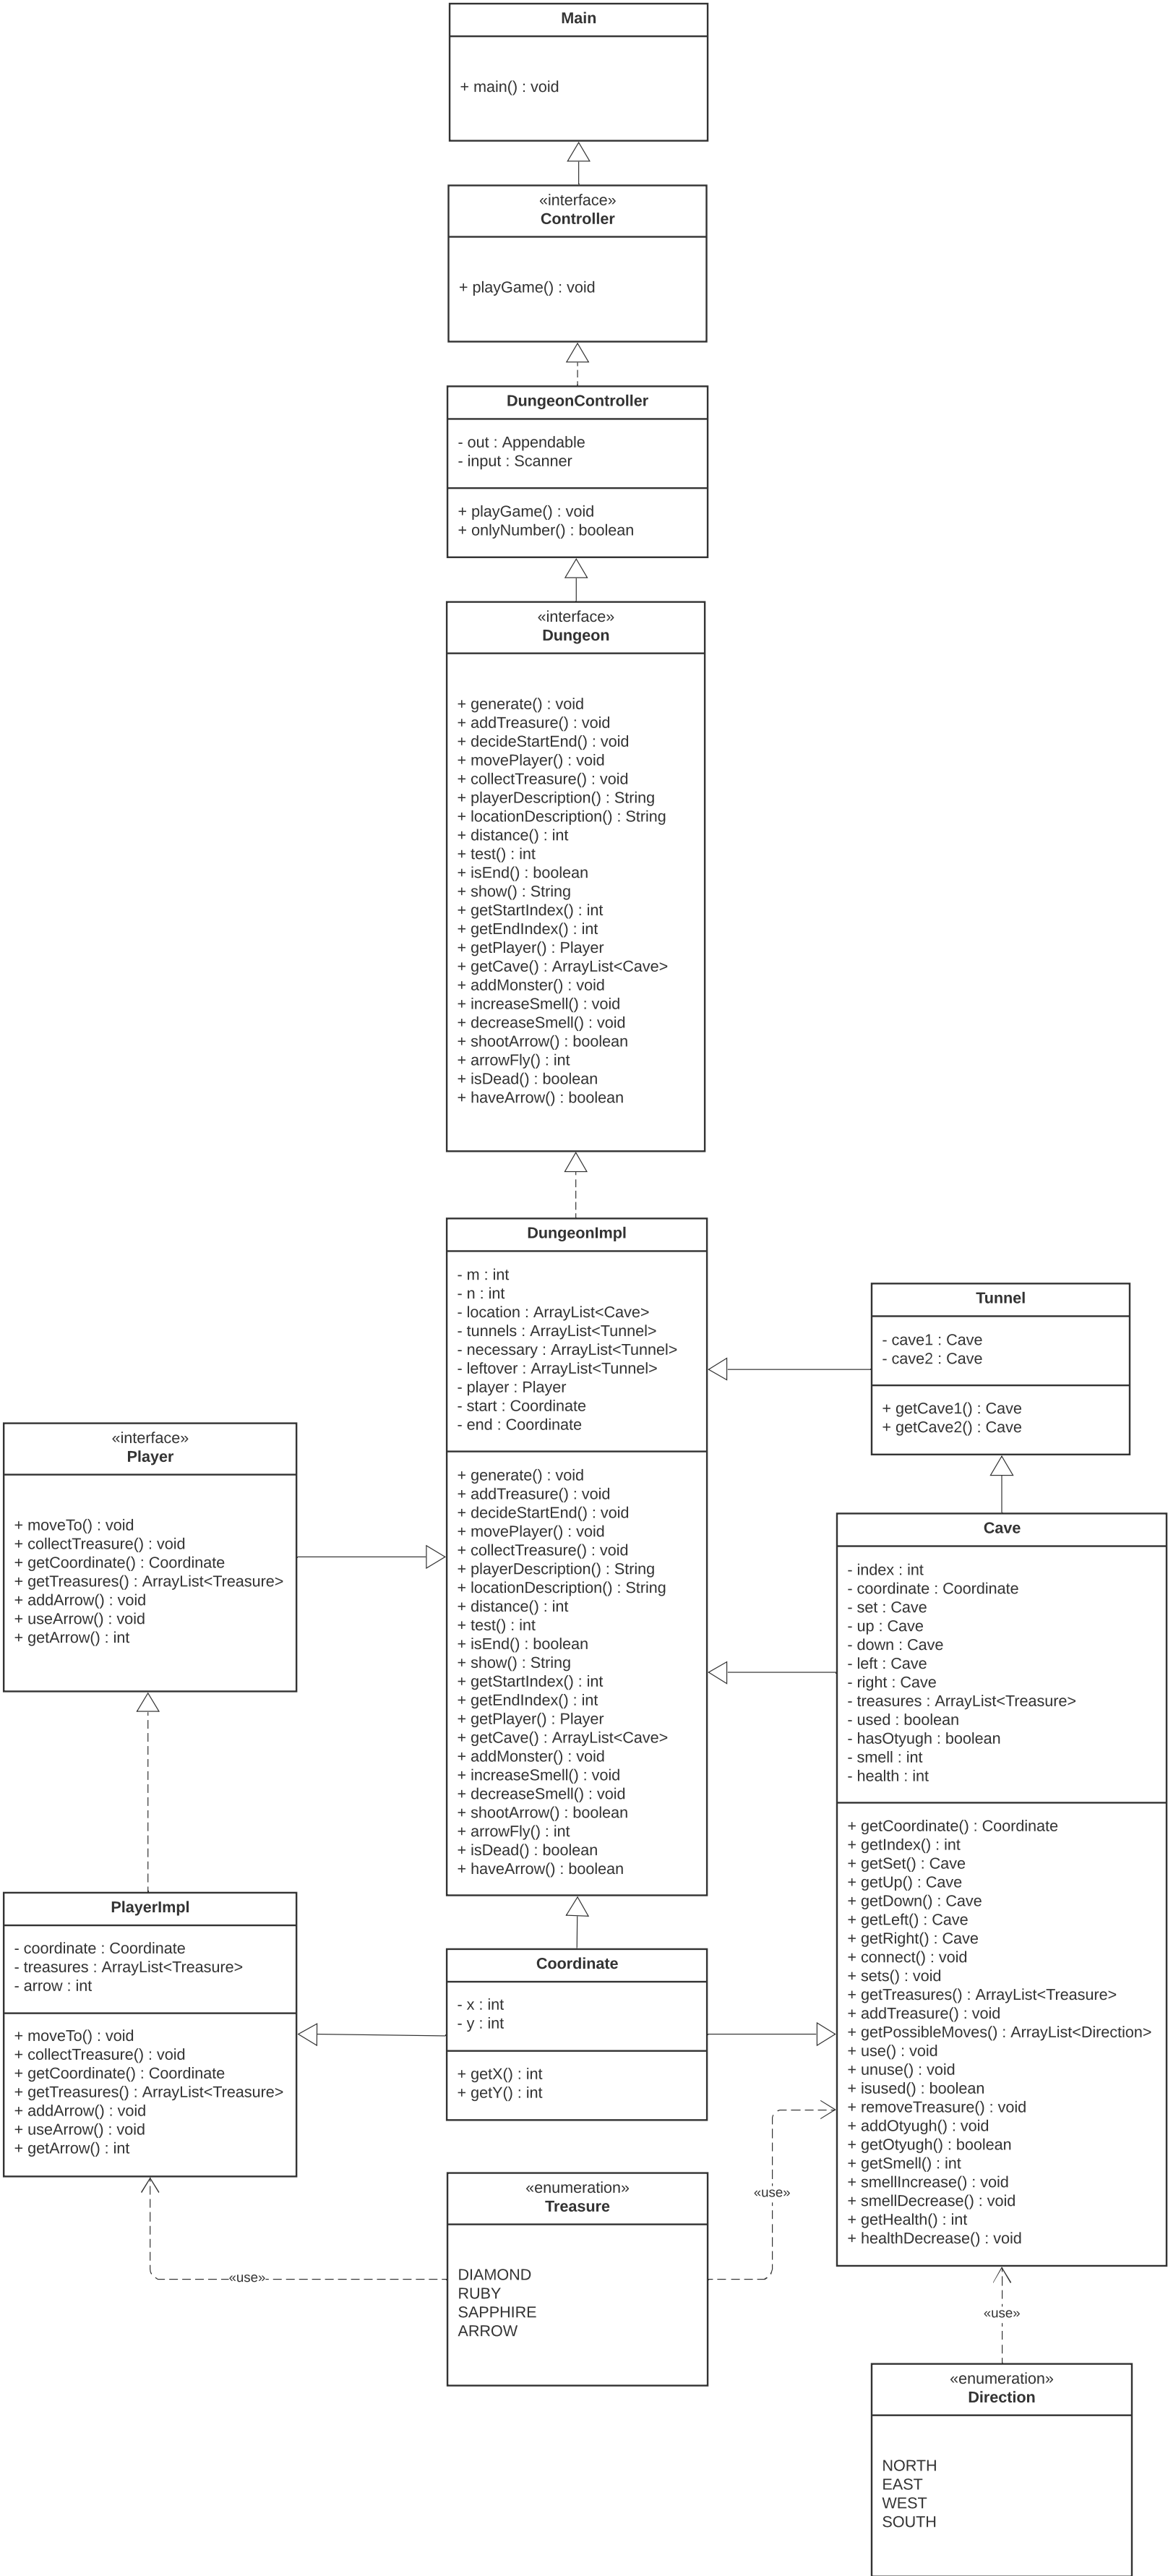 Main
+ main() : void
«interface»
Controller
+ playGame() : void
DungeonController
- out : Appendable
- input : Scanner
+ playGame() : void
+ onlyNumber() : boolean
«interface»
Dungeon
+ generate() : void
+ addTreasure() : void
+ decideStartEnd() : void
+ movePlayer() : void
+ collectTreasure() : void
+ playerDescription() : String
+ locationDescription() : String
+ distance() : int
+ test() : int
+ isEnd() : boolean
+ show() : String
+ getStartIndex() : int
+ getEndIndex() : int
+ getPlayer() : Player
+ getCave() : ArrayList<Cave>
+ addMonster() : void
+ increaseSmell() : void
+ decreaseSmell() : void
+ shootArrow() : boolean
+ arrowFly() : int
+ isDead() : boolean
+ haveArrow() : boolean
DungeonImpl
- m : int
- n : int
- location : ArrayList<Cave>
- tunnels : ArrayList<Tunnel>
- necessary : ArrayList<Tunnel>
- leftover : ArrayList<Tunnel>
- player : Player
- start : Coordinate
- end : Coordinate
+ generate() : void
+ addTreasure() : void
+ decideStartEnd() : void
+ movePlayer() : void
+ collectTreasure() : void
+ playerDescription() : String
+ locationDescription() : String
+ distance() : int
+ test() : int
+ isEnd() : boolean
+ show() : String
+ getStartIndex() : int
+ getEndIndex() : int
+ getPlayer() : Player
+ getCave() : ArrayList<Cave>
+ addMonster() : void
+ increaseSmell() : void
+ decreaseSmell() : void
+ shootArrow() : boolean
+ arrowFly() : int
+ isDead() : boolean
+ haveArrow() : boolean
Tunnel
- cave1 : Cave
- cave2 : Cave
+ getCave1() : Cave
+ getCave2() : Cave
«interface»
Player
+ moveTo() : void
+ collectTreasure() : void
+ getCoordinate() : Coordinate
+ getTreasures() : ArrayList<Treasure>
+ addArrow() : void
+ useArrow() : void
+ getArrow() : int
Cave
- index : int
- coordinate : Coordinate
- set : Cave
- up : Cave
- down : Cave
- left : Cave
- right : Cave
- treasures : ArrayList<Treasure>
- used : boolean
- hasOtyugh : boolean
- smell : int
- health : int
+ getCoordinate() : Coordinate
+ getIndex() : int
+ getSet() : Cave
+ getUp() : Cave
+ getDown() : Cave
+ getLeft() : Cave
+ getRight() : Cave
+ connect() : void
+ sets() : void
+ getTreasures() : ArrayList<Treasure>
+ addTreasure() : void
+ getPossibleMoves() : ArrayList<Direction>
+ use() : void
+ unuse() : void
+ isused() : boolean
+ removeTreasure() : void
+ addOtyugh() : void
+ getOtyugh() : boolean
+ getSmell() : int
+ smellIncrease() : void
+ smellDecrease() : void
+ getHealth() : int
+ healthDecrease() : void
PlayerImpl
- coordinate : Coordinate
- treasures : ArrayList<Treasure>
- arrow : int
+ moveTo() : void
+ collectTreasure() : void
+ getCoordinate() : Coordinate
+ getTreasures() : ArrayList<Treasure>
+ addArrow() : void
+ useArrow() : void
+ getArrow() : int
Coordinate
- x : int
- y : int
+ getX() : int
+ getY() : int
«enumeration»
Treasure
DIAMOND
RUBY
SAPPHIRE
ARROW
«use»
«use»
«use»
«enumeration»
Direction
NORTH
EAST
WEST
SOUTH